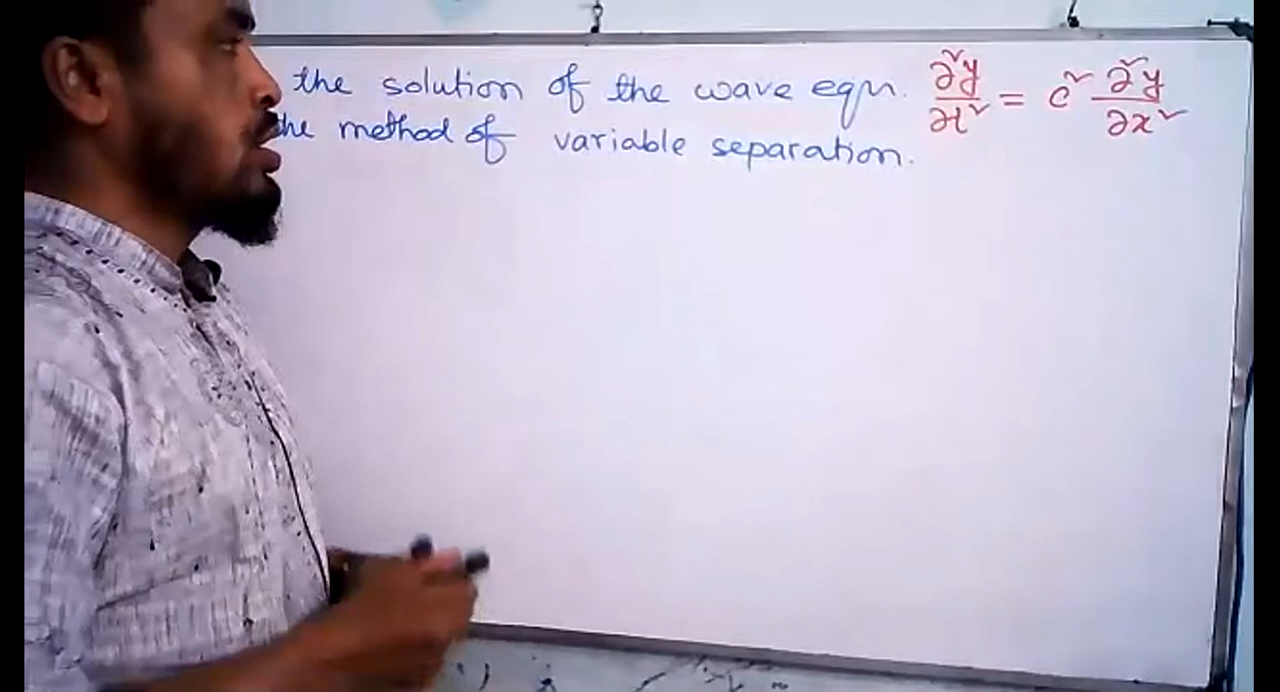 the solution of the wave eqn. ∂²y/∂t² = c² ∂²y/∂x²
the method of variable separation.